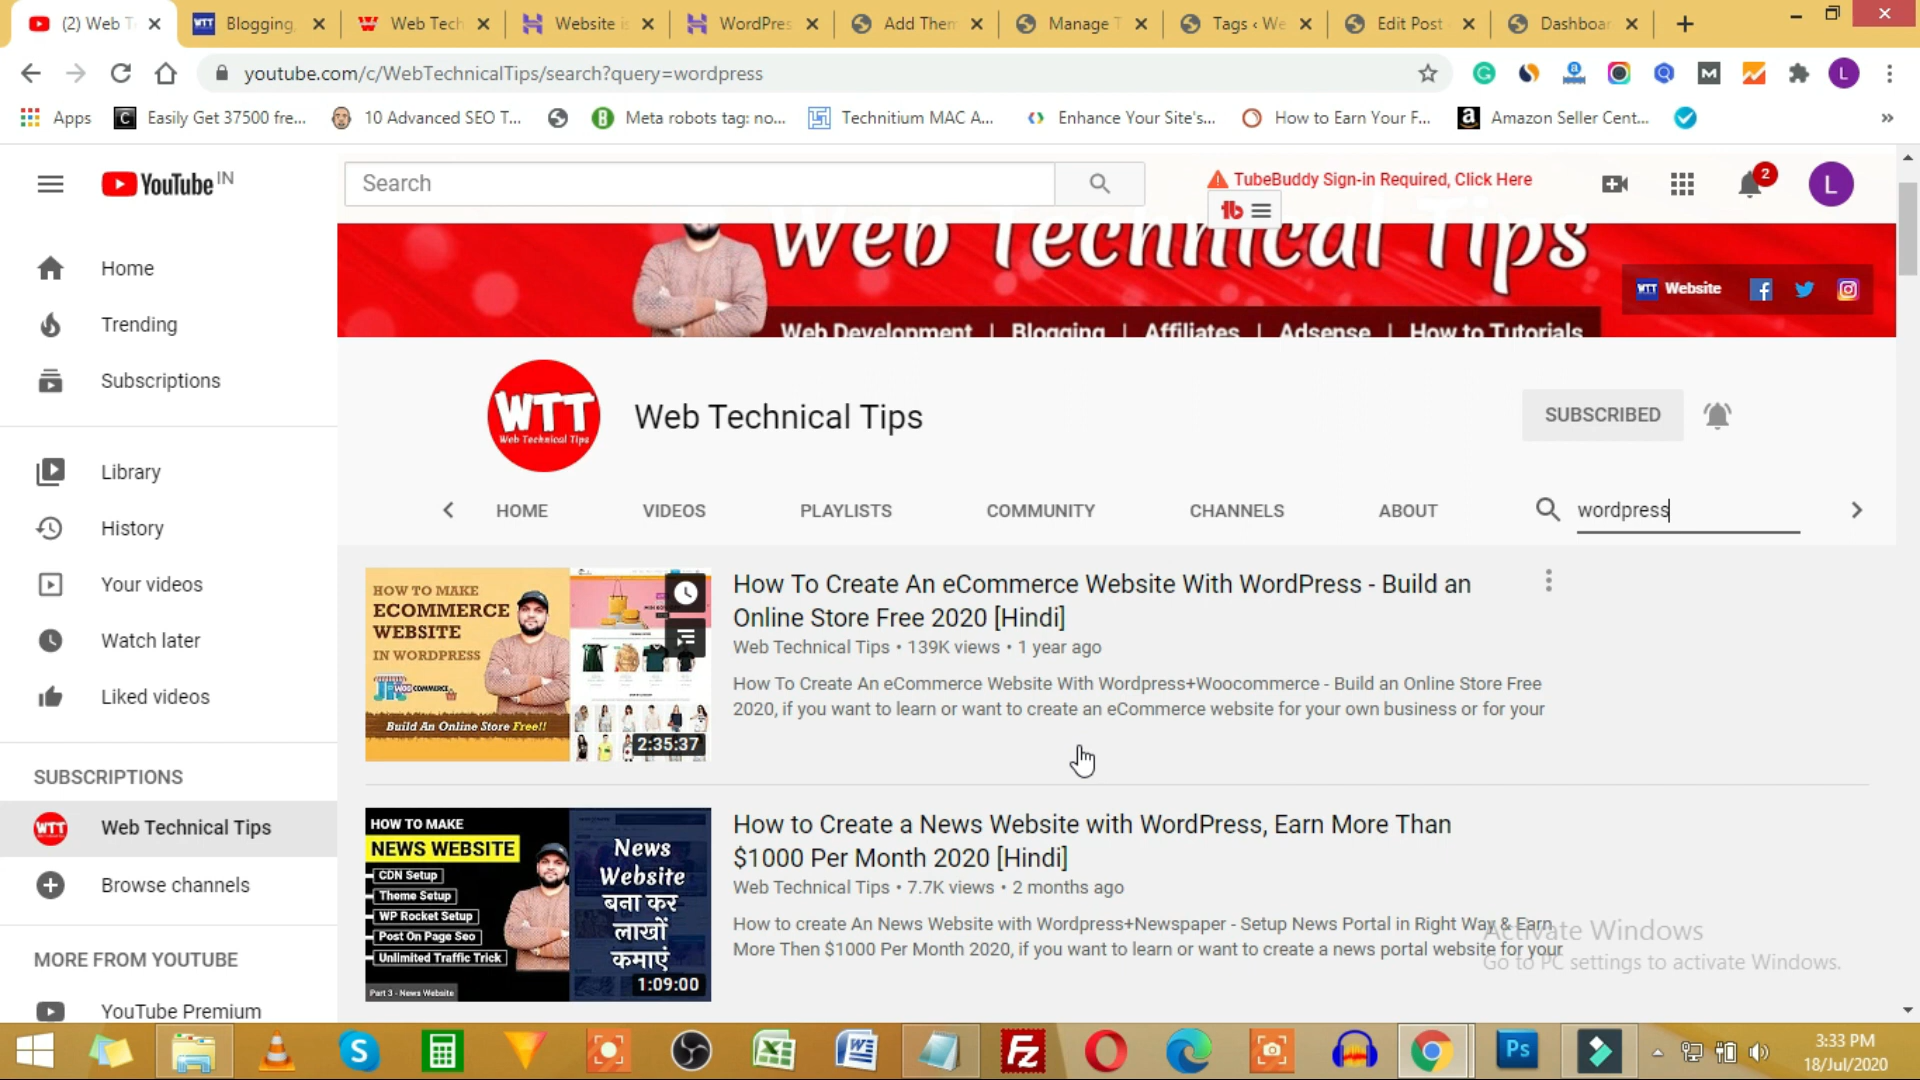 (2) Web T
Blogging,
Web Tech
Website is
WordPres
Add Them
Manage T
Tags ‹ We
Edit Post
Dashboar
youtube.com/c/WebTechnicalTips/search?query=wordpress
Apps
Easily Get 37500 fre...
10 Advanced SEO T...
Meta robots tag: no...
Technitium MAC A...
Enhance Your Site's...
How to Earn Your F...
Amazon Seller Cent...
YouTube IN
Search
TubeBuddy Sign-in Required, Click Here
2
L
Web Technical Tips
Web Development | Blogging | Affiliates | Adsense | How to Tutorials
WTT Website
Home
Trending
Subscriptions
Library
History
Your videos
Watch later
Liked videos
SUBSCRIPTIONS
Web Technical Tips
Browse channels
MORE FROM YOUTUBE
YouTube Premium
WTT
Web Technical Tips
Web Technical Tips
SUBSCRIBED
HOME
VIDEOS
PLAYLISTS
COMMUNITY
CHANNELS
ABOUT
wordpress
HOW TO MAKE
ECOMMERCE
WEBSITE
IN WORDPRESS
Build An Online Store Free!!
2:35:37
How To Create An eCommerce Website With WordPress - Build an
Online Store Free 2020 [Hindi]
Web Technical Tips • 139K views • 1 year ago
How To Create An eCommerce Website With Wordpress+Woocommerce - Build an Online Store Free
2020, if you want to learn or want to create an eCommerce website for your own business or for your
HOW TO MAKE
NEWS WEBSITE
CDN Setup
Theme Setup
WP Rocket Setup
Post On Page Seo
Unlimited Traffic Trick
Part 3 - News Website
News
Website
बना कर
लाखों
कमाएं
1:09:00
How to Create a News Website with WordPress, Earn More Than
$1000 Per Month 2020 [Hindi]
Web Technical Tips • 7.7K views • 2 months ago
How to create An News Website with Wordpress+Newspaper - Setup News Portal in Right Way & Earn
More Then $1000 Per Month 2020, if you want to learn or want to create a news portal website for your
Activate Windows
Go to PC settings to activate Windows.
3:33 PM
18/Jul/2020